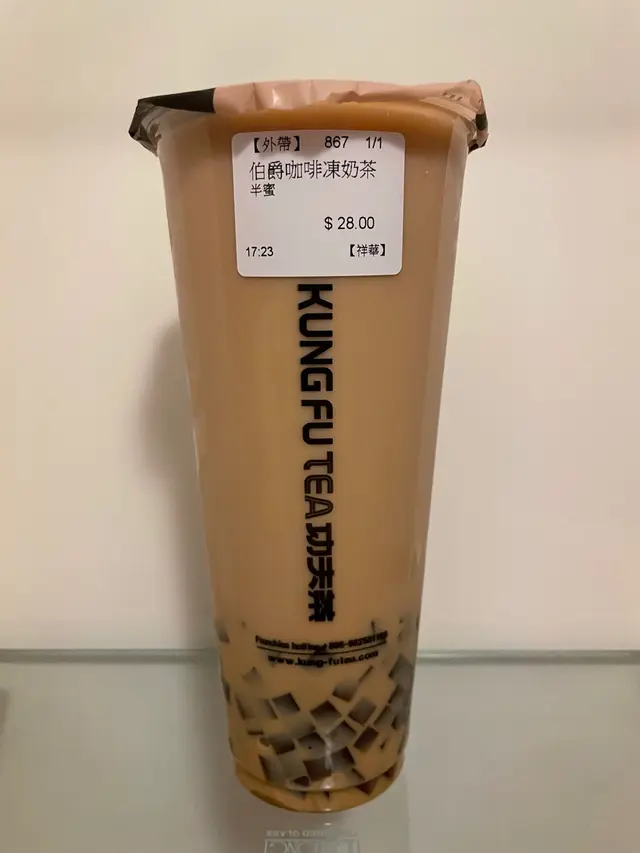 【外帶】 867 1/1
伯爵咖啡凍奶茶
半蜜
$ 28.00
17:23 【祥華】
KUNG FU TEA 功夫茶
www.kung-futea.com